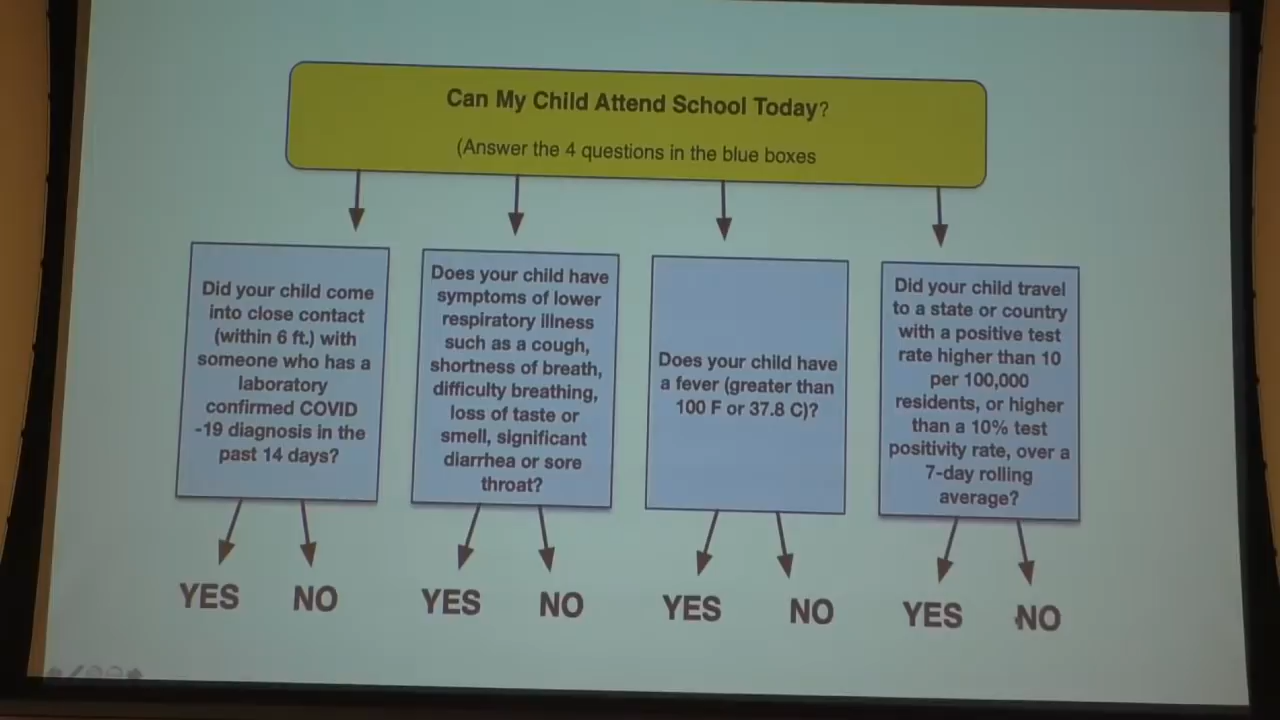 Can My Child Attend School Today?
(Answer the 4 questions in the blue boxes
Did your child come
into close contact
(within 6 ft.) with
someone who has a
laboratory
confirmed COVID
-19 diagnosis in the
past 14 days?
Does your child have
symptoms of lower
respiratory illness
such as a cough,
shortness of breath,
difficulty breathing,
loss of taste or
smell, significant
diarrhea or sore
throat?
Does your child have
a fever (greater than
100 F or 37.8 C)?
Did your child travel
to a state or country
with a positive test
rate higher than 10
per 100,000
residents, or higher
than a 10% test
positivity rate, over a
7-day rolling
average?
YES
NO
YES
NO
YES
NO
YES
NO